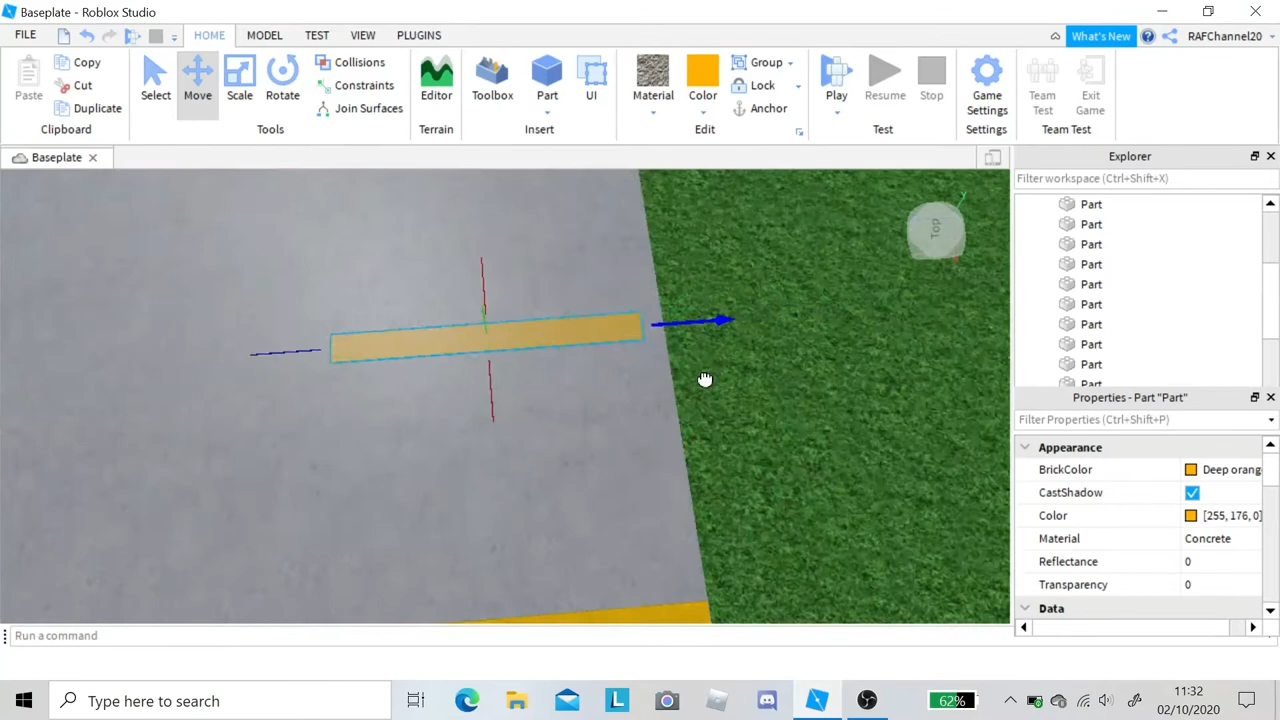 Baseplate - Roblox Studio
FILE HOME MODEL TEST VIEW PLUGINS What's New RAFChannel20
Paste Copy Cut Duplicate
Clipboard
Select Move Scale Rotate
Collisions
Constraints
Join Surfaces
Tools
Editor
Terrain
Toolbox Part UI
Insert
Material Color
Group
Lock
Anchor
Edit
Play Resume Stop
Test
Game Settings
Settings
Team Test Exit Game
Team Test
Baseplate
Top
y
Explorer
Filter workspace (Ctrl+Shift+X)
Part
Part
Part
Part
Part
Part
Part
Part
Part
Part
Properties - Part "Part"
Filter Properties (Ctrl+Shift+P)
Appearance
BrickColor Deep orang
CastShadow
Color [255, 176, 0]
Material Concrete
Reflectance 0
Transparency 0
Data
Run a command
Type here to search
L
62%
11:32
02/10/2020